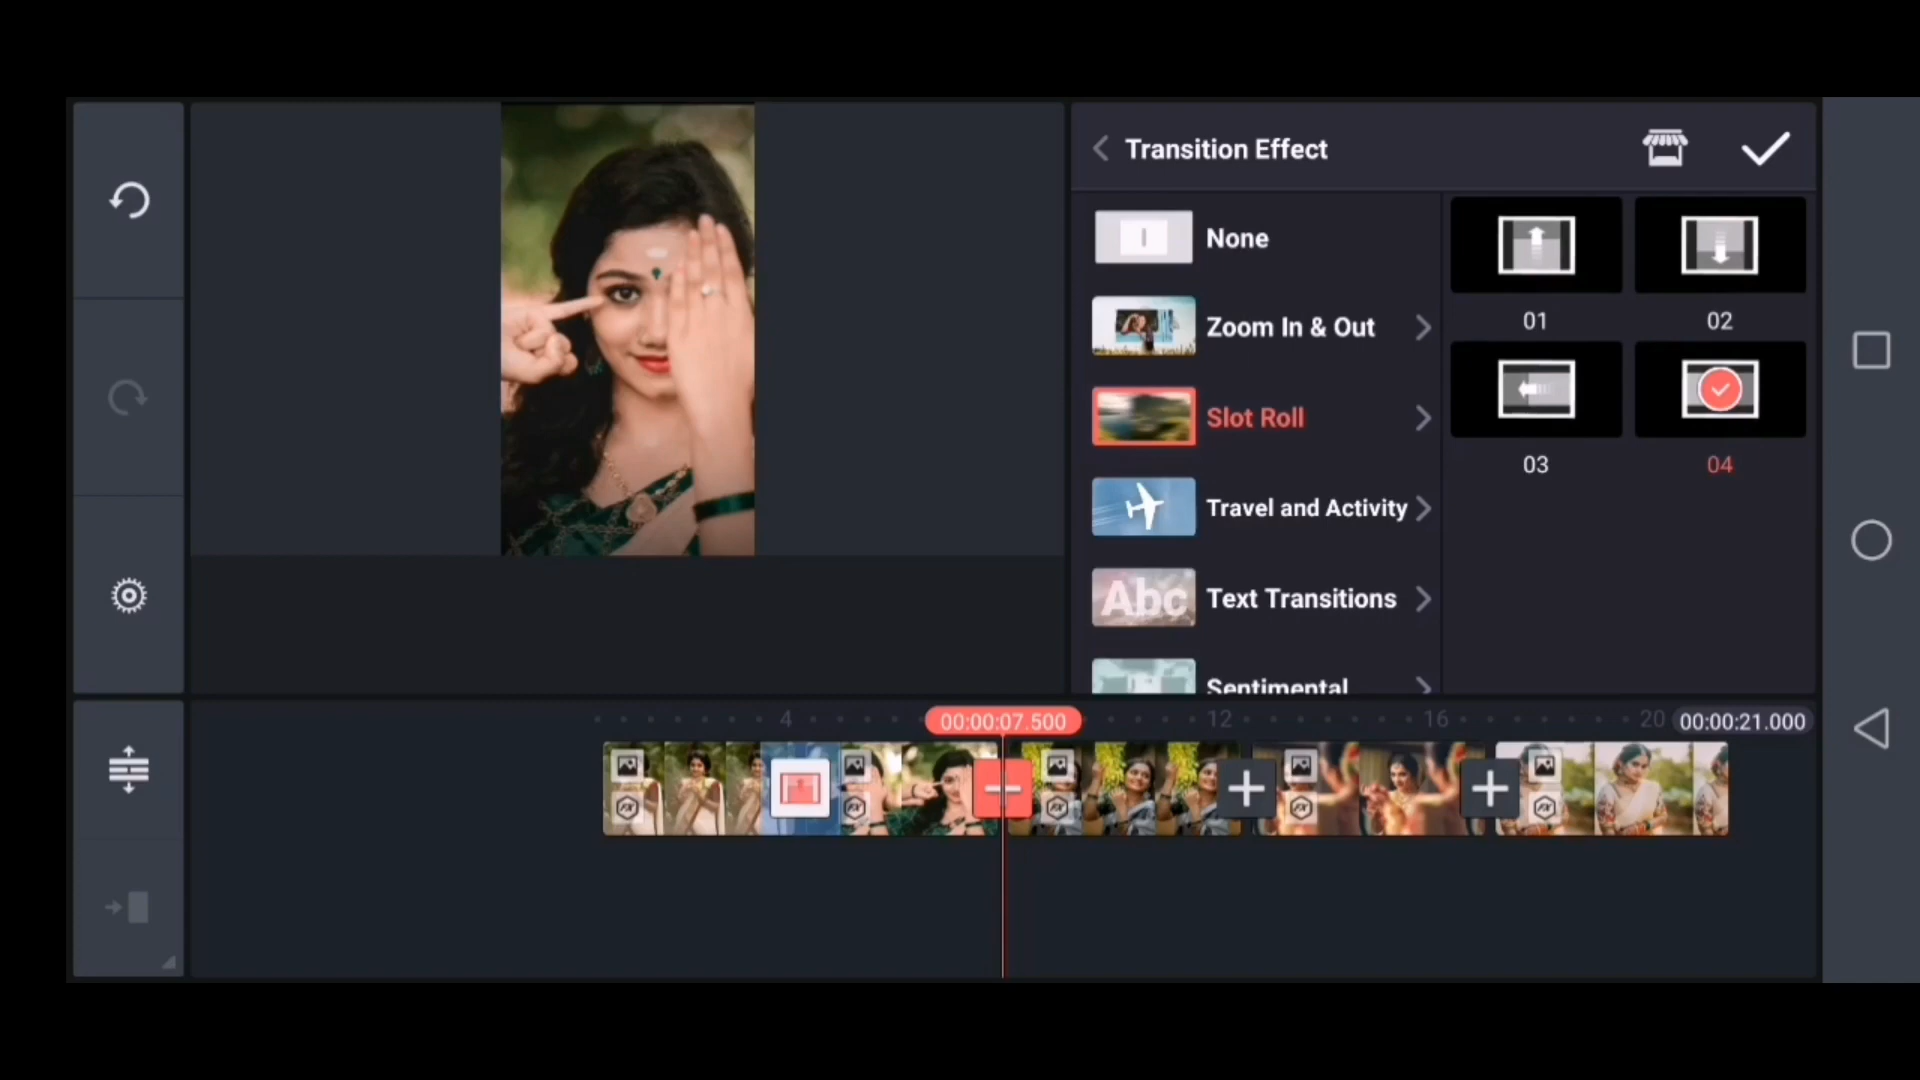 Transition Effect
None
Zoom In & Out
Slot Roll
Travel and Activity
Abc
Text Transitions
Sentimental
01
02
03
04
4
00:00:07.500
12
16
20
00:00:21.000